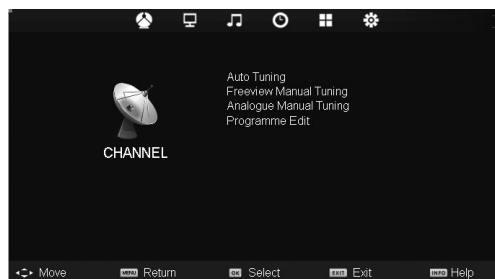 Auto Tuning
Freeview Manual Tuning
Analogue Manual Tuning
Programme Edit
CHANNEL
Move MENU Return OK Select EXIT Exit INFO Help